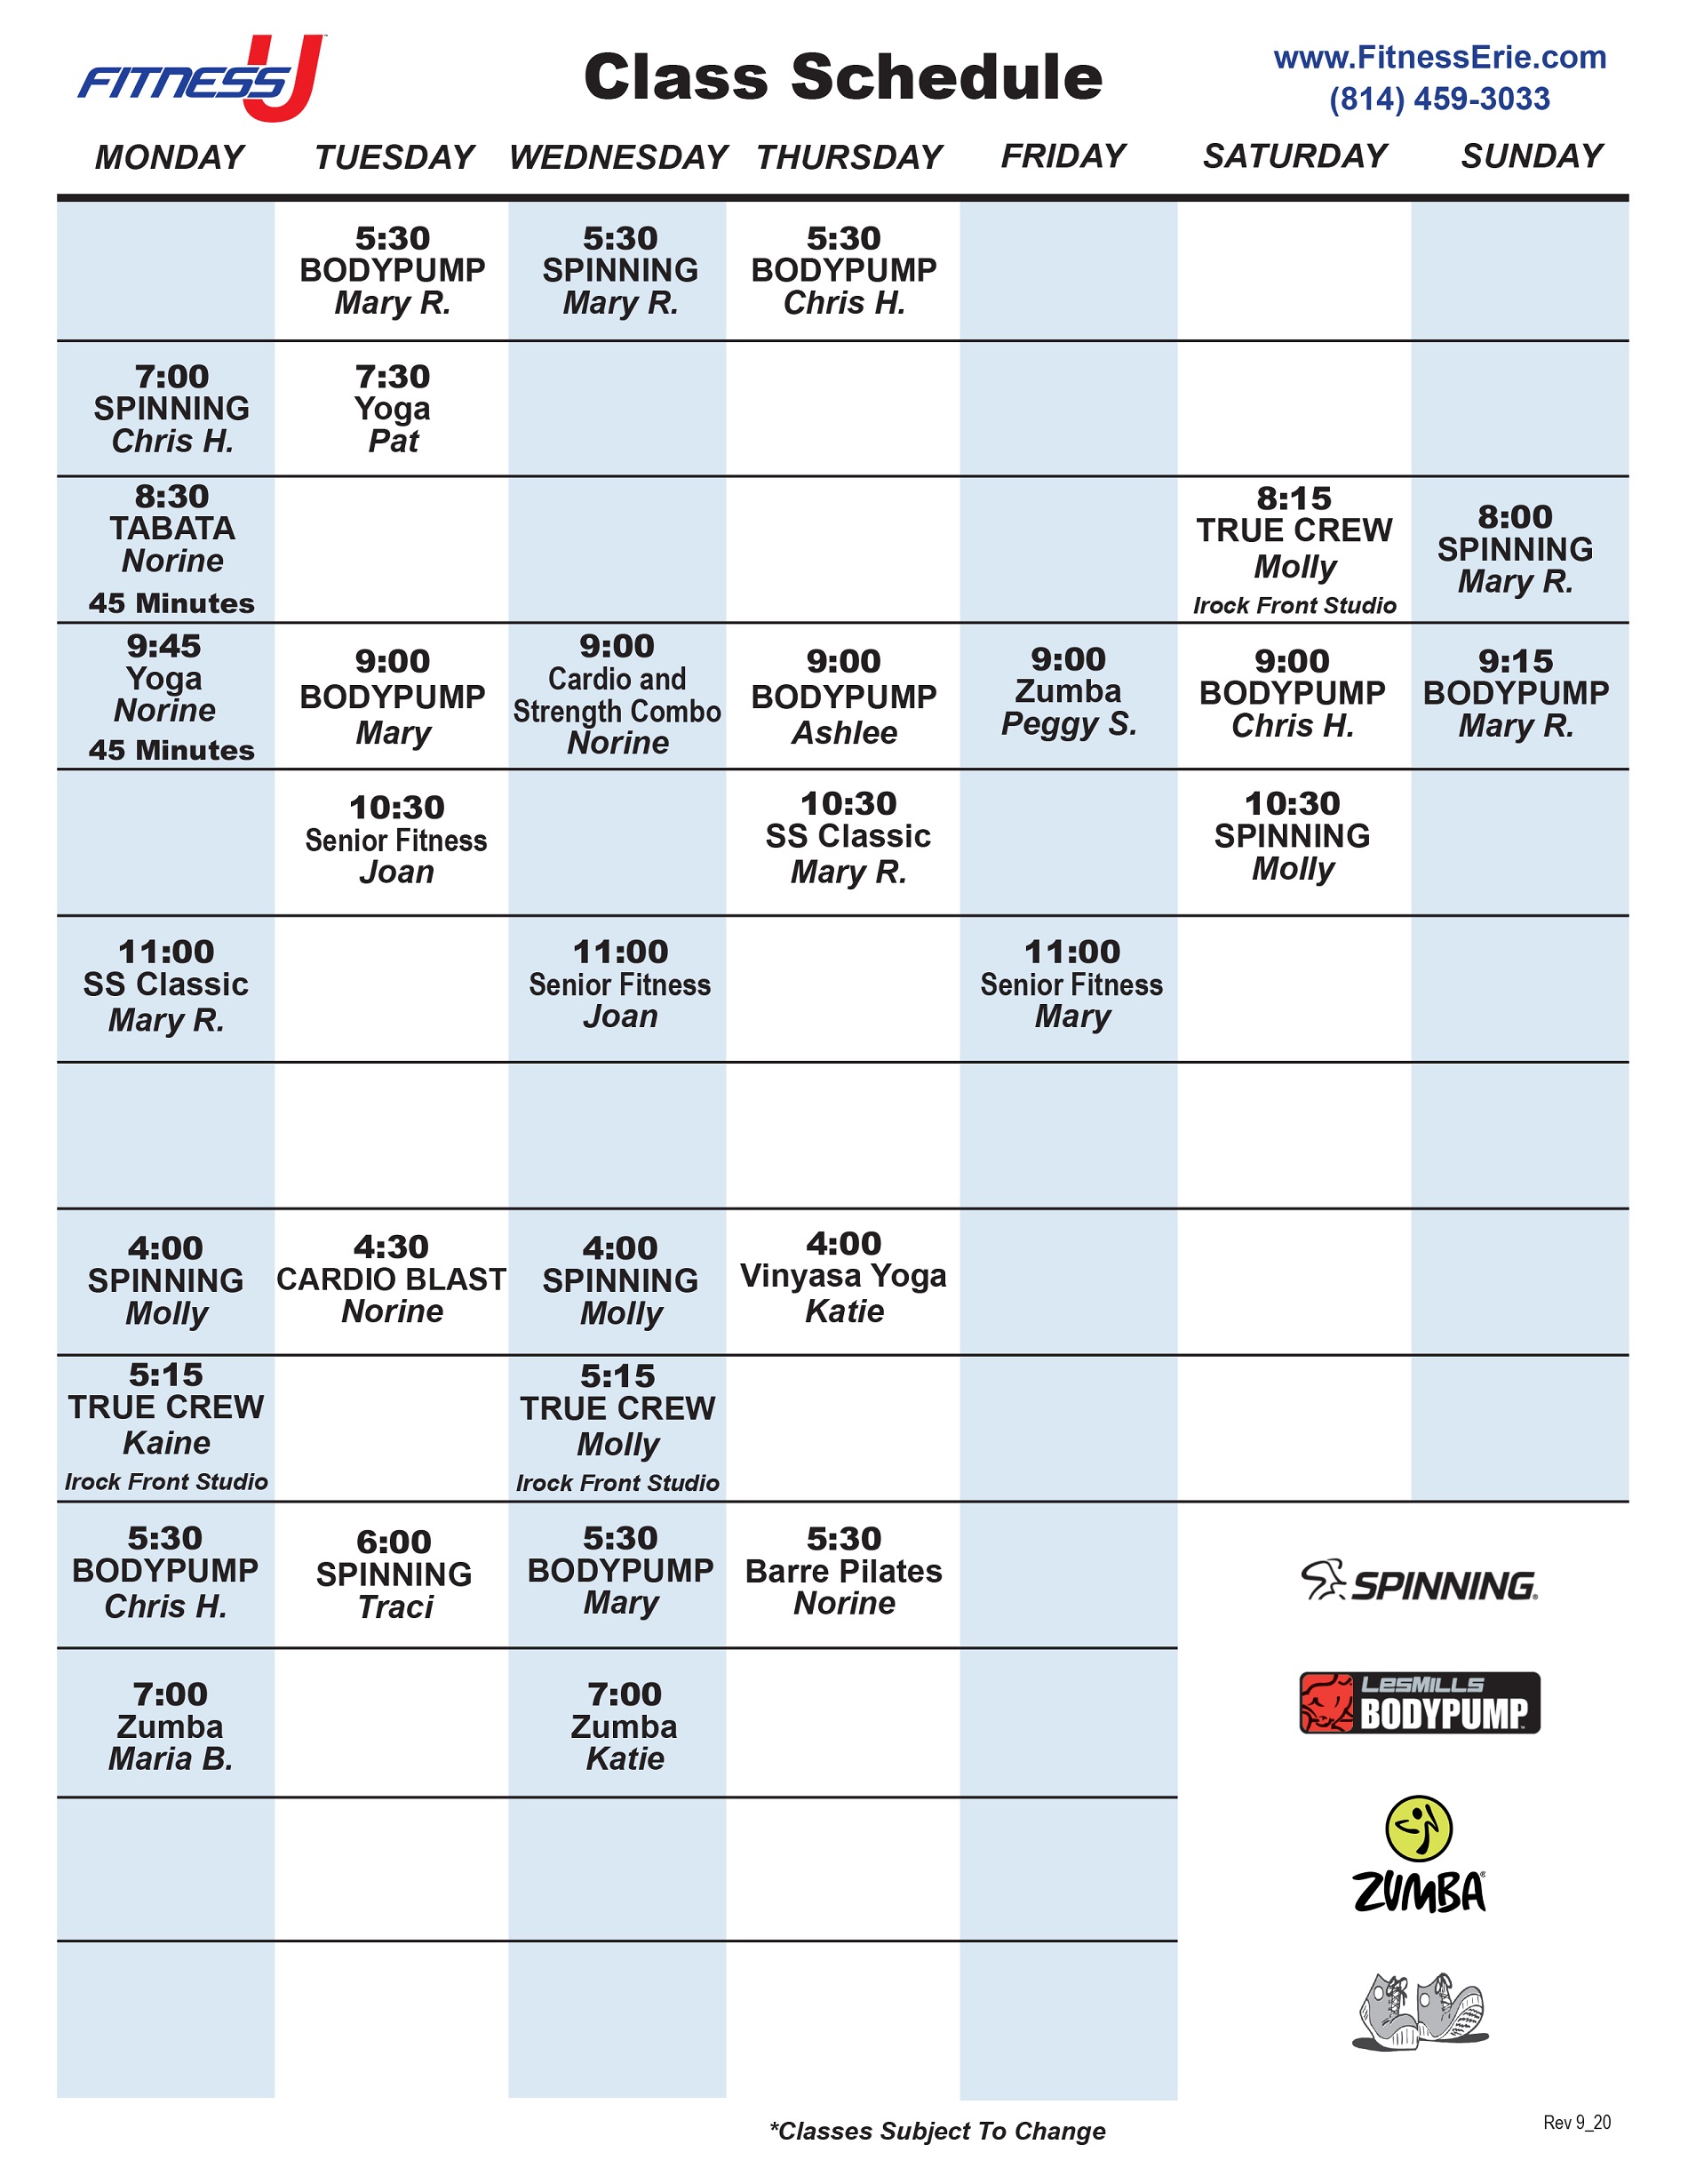 FITNESS U
Class Schedule
www.FitnessErie.com
(814) 459-3033
MONDAY TUESDAY WEDNESDAY THURSDAY FRIDAY SATURDAY SUNDAY
5:30
BODYPUMP
Mary R.
5:30
SPINNING
Mary R.
5:30
BODYPUMP
Chris H.
7:00
SPINNING
Chris H.
7:30
Yoga
Pat
8:30
TABATA
Norine
45 Minutes
8:15
TRUE CREW
Molly
Irock Front Studio
8:00
SPINNING
Mary R.
9:45
Yoga
Norine
45 Minutes
9:00
BODYPUMP
Mary
9:00
Cardio and
Strength Combo
Norine
9:00
BODYPUMP
Ashlee
9:00
Zumba
Peggy S.
9:00
BODYPUMP
Chris H.
9:15
BODYPUMP
Mary R.
10:30
Senior Fitness
Joan
10:30
SS Classic
Mary R.
10:30
SPINNING
Molly
11:00
SS Classic
Mary R.
11:00
Senior Fitness
Joan
11:00
Senior Fitness
Mary
4:00
SPINNING
Molly
4:30
CARDIO BLAST
Norine
4:00
SPINNING
Molly
4:00
Vinyasa Yoga
Katie
5:15
TRUE CREW
Kaine
Irock Front Studio
5:15
TRUE CREW
Molly
Irock Front Studio
5:30
BODYPUMP
Chris H.
6:00
SPINNING
Traci
5:30
BODYPUMP
Mary
5:30
Barre Pilates
Norine
SPINNING®
7:00
Zumba
Maria B.
7:00
Zumba
Katie
LESMILLS
BODYPUMP
ZUMBA®
*Classes Subject To Change
Rev 9_20